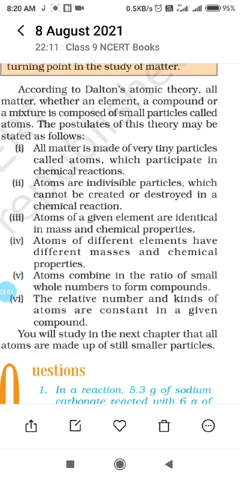 8:20 AM
0.5KB/s
95%
8 August 2021
22:11 | Class 9 NCERT Books
turning point in the study of matter.
According to Dalton's atomic theory, all
matter, whether an element, a compound or
a mixture is composed of small particles called
atoms. The postulates of this theory may be
stated as follows:
(i) All matter is made of very tiny particles
called atoms, which participate in
chemical reactions.
(ii) Atoms are indivisible particles, which
cannot be created or destroyed in a
chemical reaction.
(iii) Atoms of a given element are identical
in mass and chemical properties.
(iv) Atoms of different elements have
different masses and chemical
properties.
(v) Atoms combine in the ratio of small
whole numbers to form compounds.
(vi) The relative number and kinds of
atoms are constant in a given
compound.
You will study in the next chapter that all
atoms are made up of still smaller particles.
uestions
1. In a reaction, 5.3 g of sodium
carbonate reacted with 6 g of